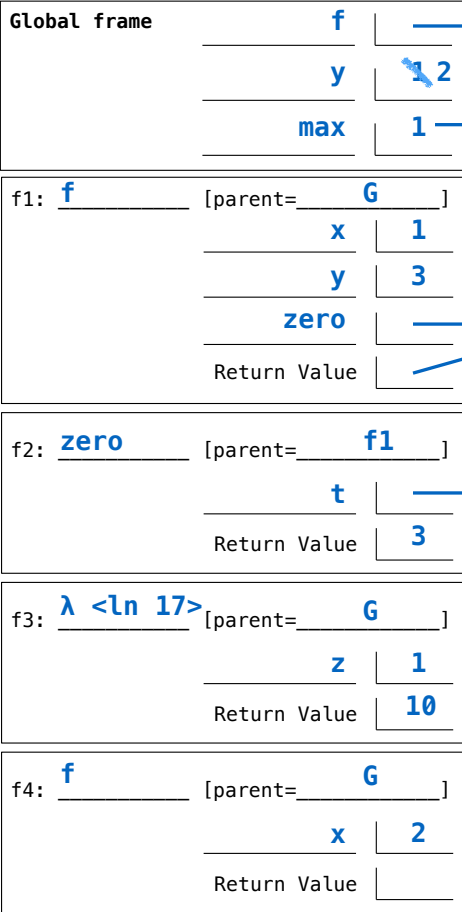 Global frame f
y 1 2
max 1
f1: f [parent=G]
x 1
y 3
zero
Return Value
f2: zero [parent=f1]
t
Return Value 3
f3: λ <ln 17> [parent=G]
z 1
Return Value 10
f4: f [parent=G]
x 2
Return Value